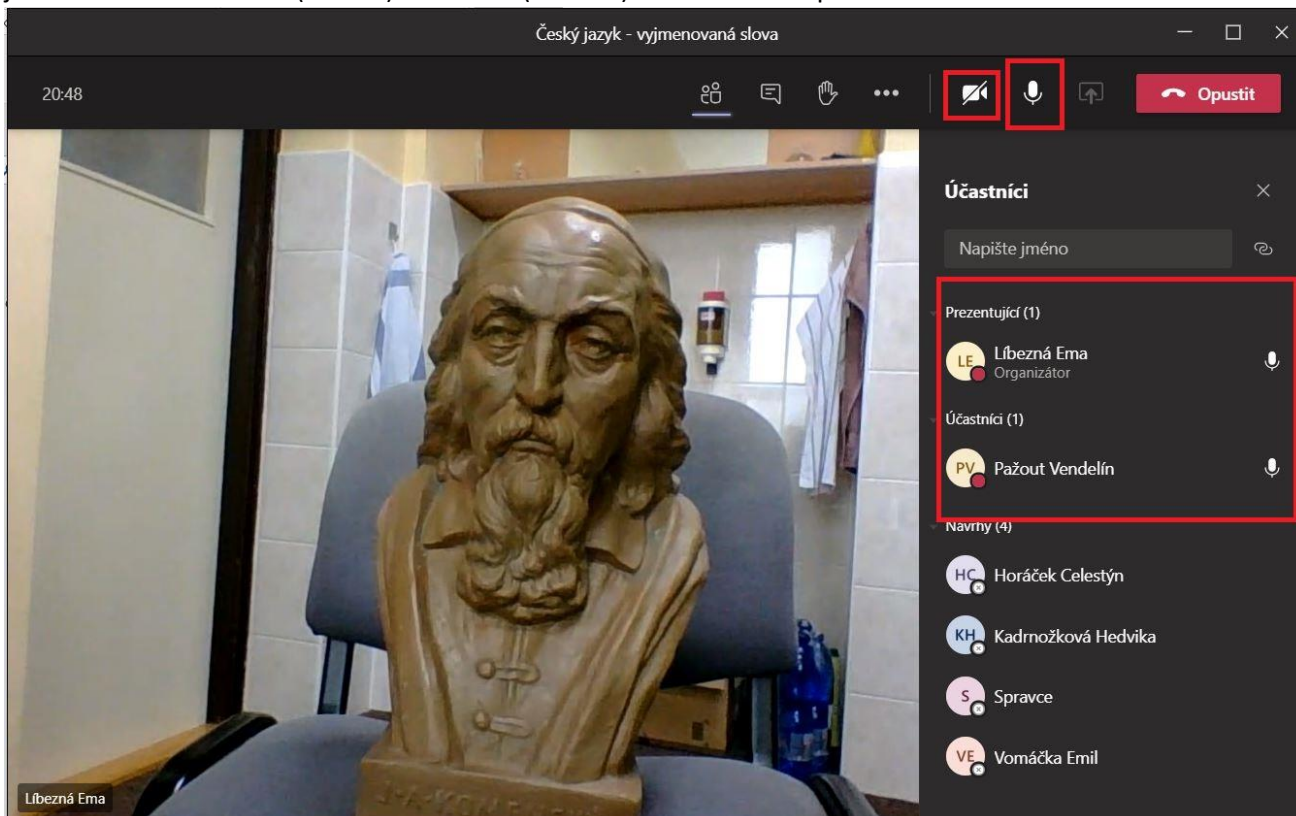 Český jazyk - vyjmenovaná slova
20:48
Opustit
Účastníci
Napište jméno
Prezentující (1)
LE Líbezná Ema
Organizátor
Účastníci (1)
PV Pažout Vendelín
Návrhy (4)
HC Horáček Celestýn
KH Kadrnožková Hedvika
S Spravce
VE Vomáčka Emil
Líbezná Ema